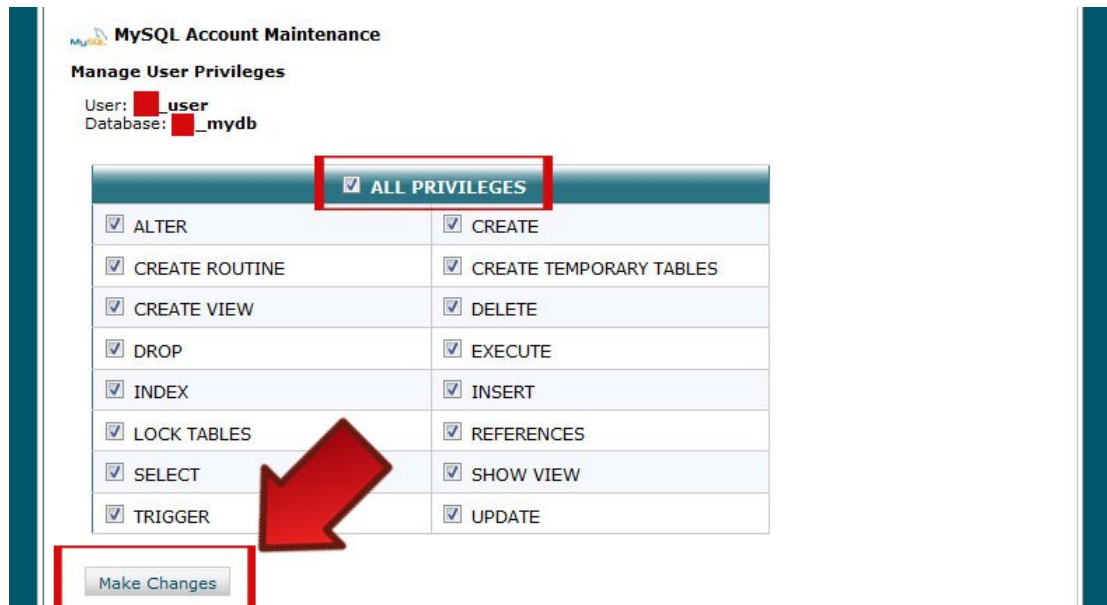 MySQL MySQL Account Maintenance
Manage User Privileges
User: _user
Database: _mydb
ALL PRIVILEGES
ALTER CREATE
CREATE ROUTINE CREATE TEMPORARY TABLES
CREATE VIEW DELETE
DROP EXECUTE
INDEX INSERT
LOCK TABLES REFERENCES
SELECT SHOW VIEW
TRIGGER UPDATE
Make Changes